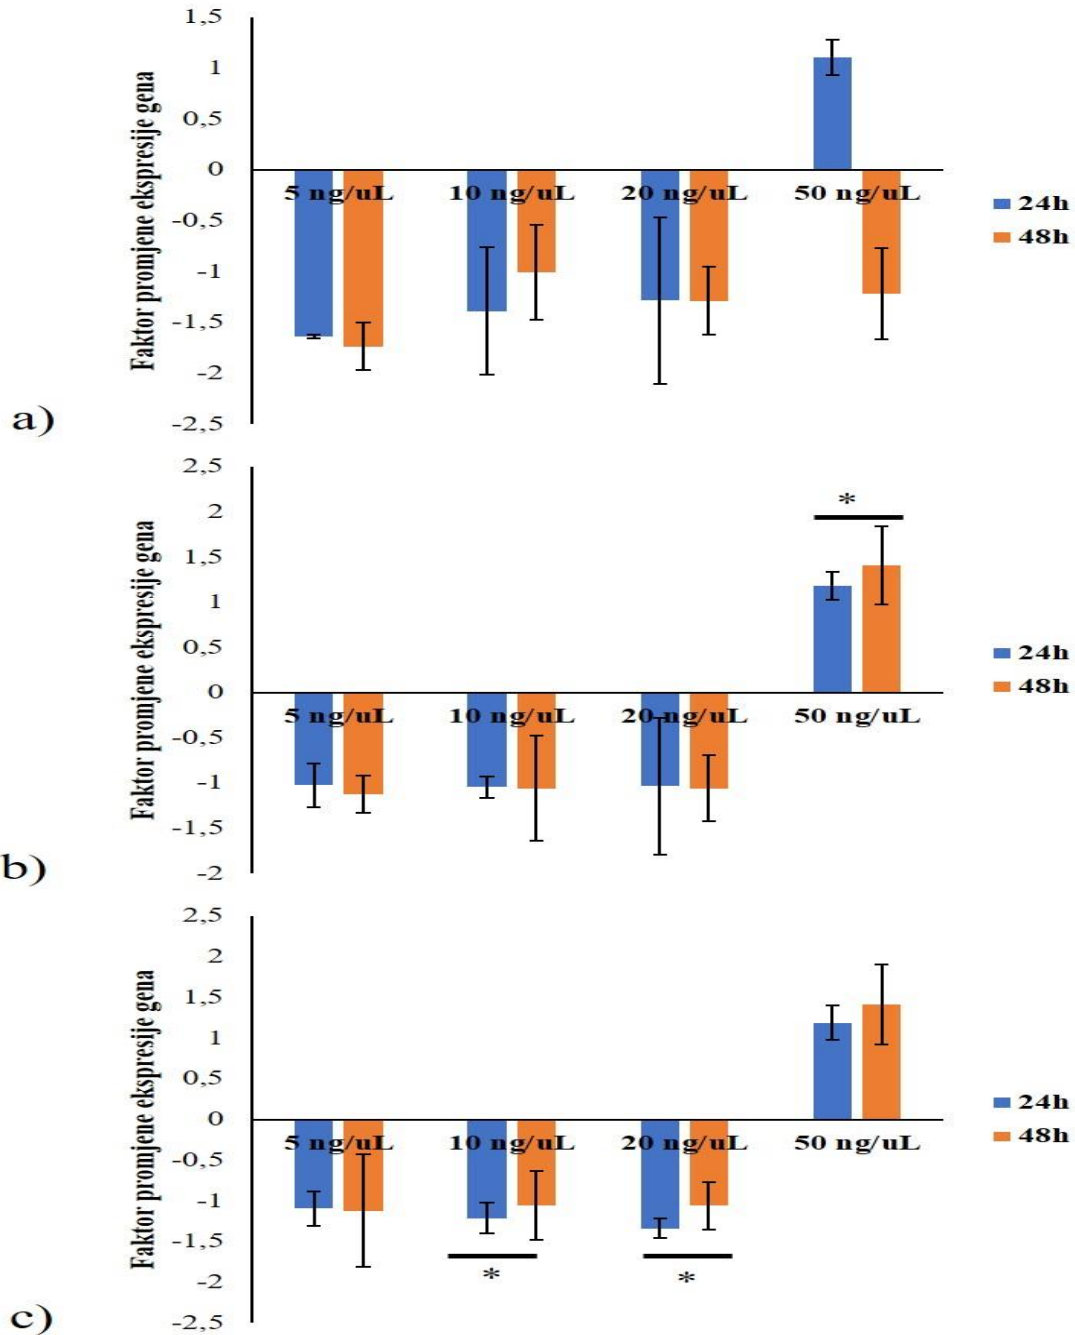 1,5
1
0,5
0
-0,5
-1
-1,5
-2
-2,5
Faktor promjene ekspresije gena
5 ng/uL 10 ng/uL 20 ng/uL 50 ng/uL
24h
48h
a)
2,5
2
1,5
1
0,5
0
-0,5
-1
-1,5
-2
Faktor promjene ekspresije gena
*
5 ng/uL 10 ng/uL 20 ng/uL 50 ng/uL
24h
48h
b)
2,5
2
1,5
1
0,5
0
-0,5
-1
-1,5
-2
-2,5
Faktor promjene ekspresije gena
5 ng/uL 10 ng/uL 20 ng/uL 50 ng/uL
* *
24h
48h
c)